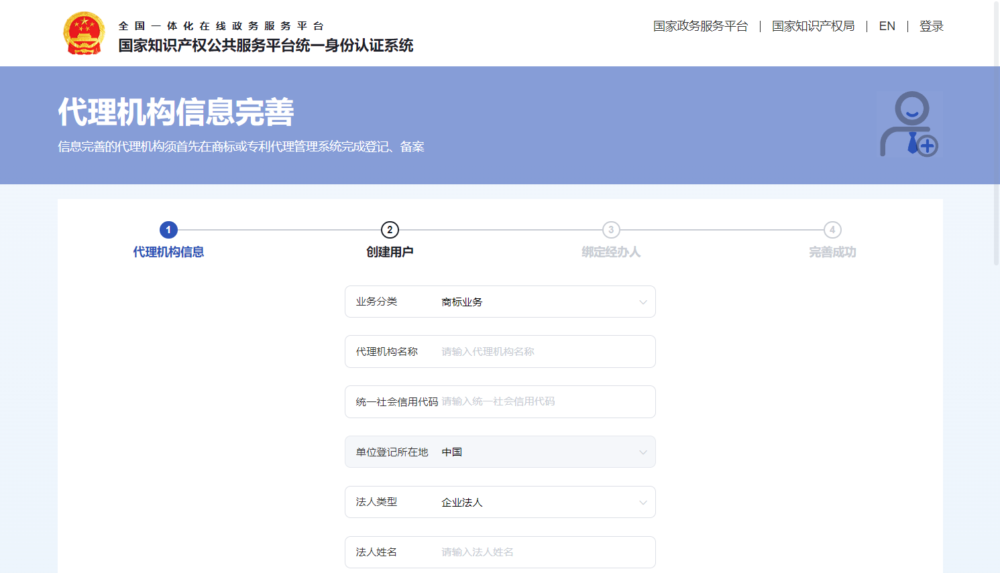 全国一体化在线政务服务平台
国家知识产权公共服务平台统一身份认证系统
国家政务服务平台 | 国家知识产权局 | EN | 登录
代理机构信息完善
信息完善的代理机构须首先在商标或专利代理管理系统完成登记、备案
1 2 3 4
代理机构信息 创建用户 绑定经办人 完善成功
业务分类 商标业务
代理机构名称 请输入代理机构名称
统一社会信用代码 请输入统一社会信用代码
单位登记所在地 中国
法人类型 企业法人
法人姓名 请输入法人姓名